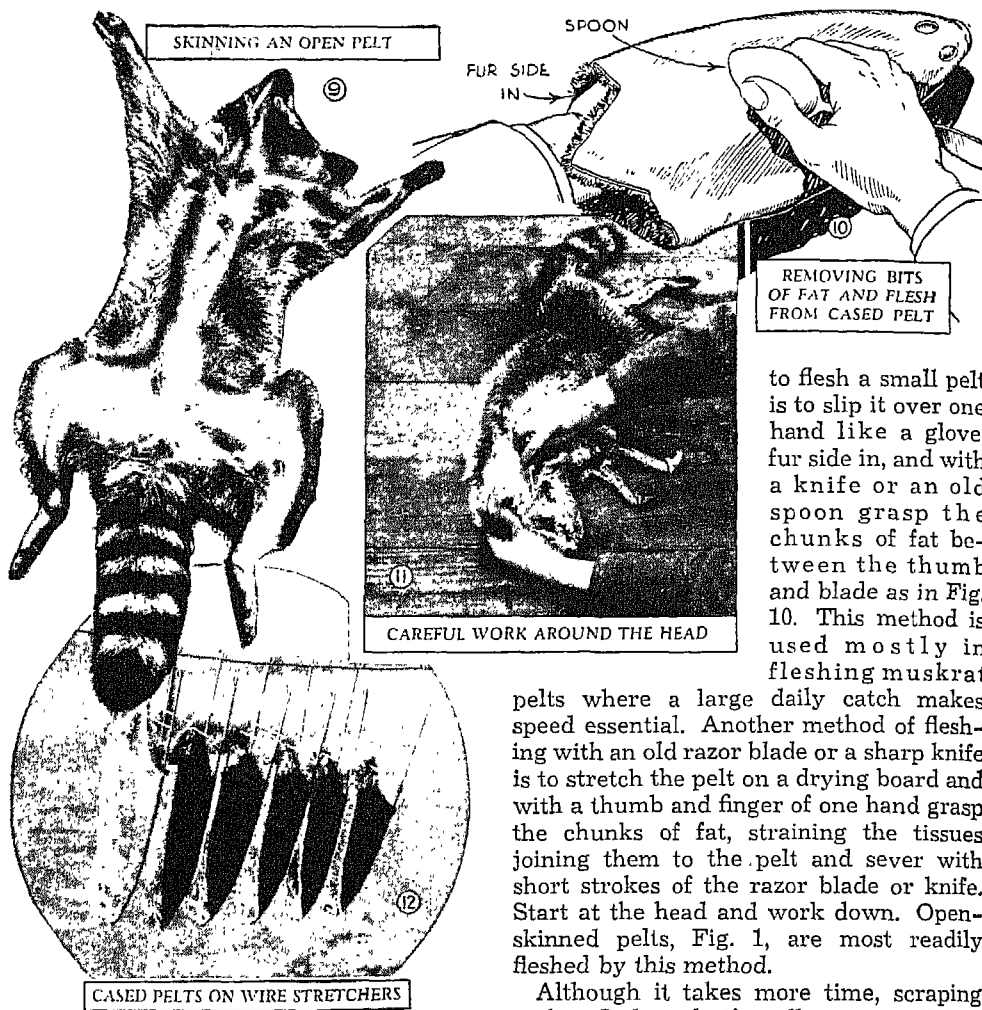 SKINNING AN OPEN PELT
9
SPOON
FUR SIDE
IN
10
REMOVING BITS
OF FAT AND FLESH
FROM CASED PELT
11
CAREFUL WORK AROUND THE HEAD
12
CASED PELTS ON WIRE STRETCHERS
to flesh a small pelt
is to slip it over one
hand like a glove
fur side in, and with
a knife or an old
spoon grasp the
chunks of fat be-
tween the thumb
and blade as in Fig.
10. This method is
used mostly in
fleshing muskrat
pelts where a large daily catch makes
speed essential. Another method of flesh-
ing with an old razor blade or a sharp knife
is to stretch the pelt on a drying board and
with a thumb and finger of one hand grasp
the chunks of fat, straining the tissues
joining them to the pelt and sever with
short strokes of the razor blade or knife.
Start at the head and work down. Open-
skinned pelts, Fig. 1, are most readily
fleshed by this method.
Although it takes more time, scraping